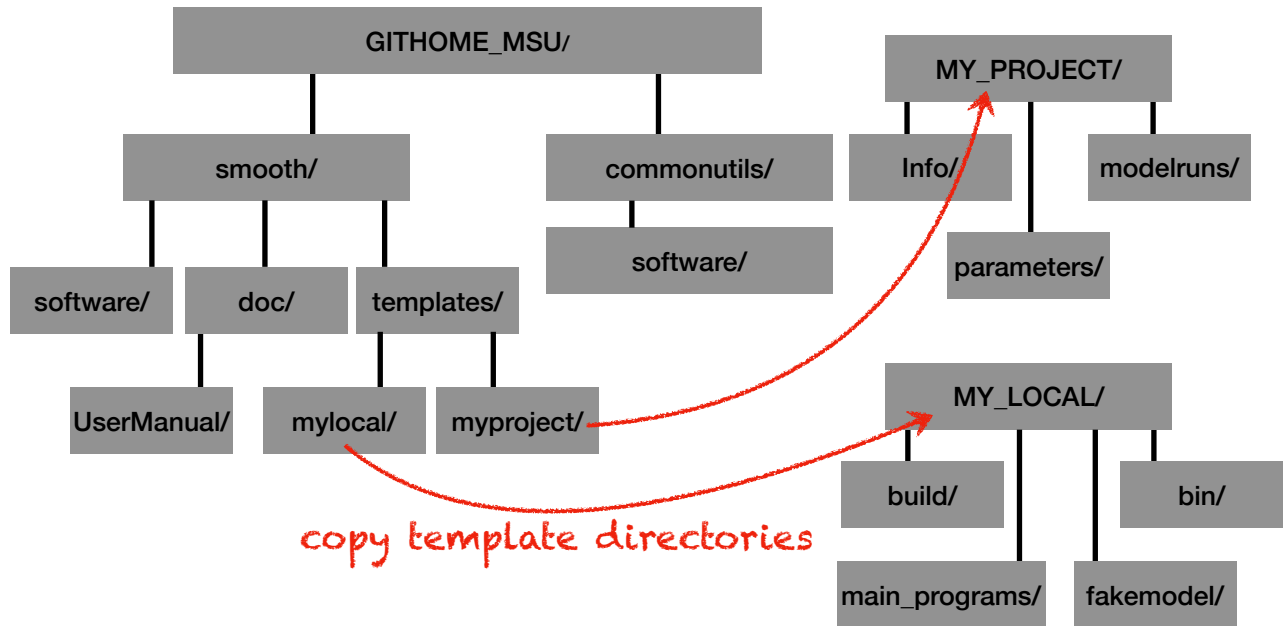 GITHOME_MSU/
MY_PROJECT/
smooth/
commonutils/
Info/
modelruns/
software/
parameters/
software/
doc/
templates/
UserManual/
mylocal/
myproject/
MY_LOCAL/
build/
bin/
copy template directories
main_programs/
fakemodel/